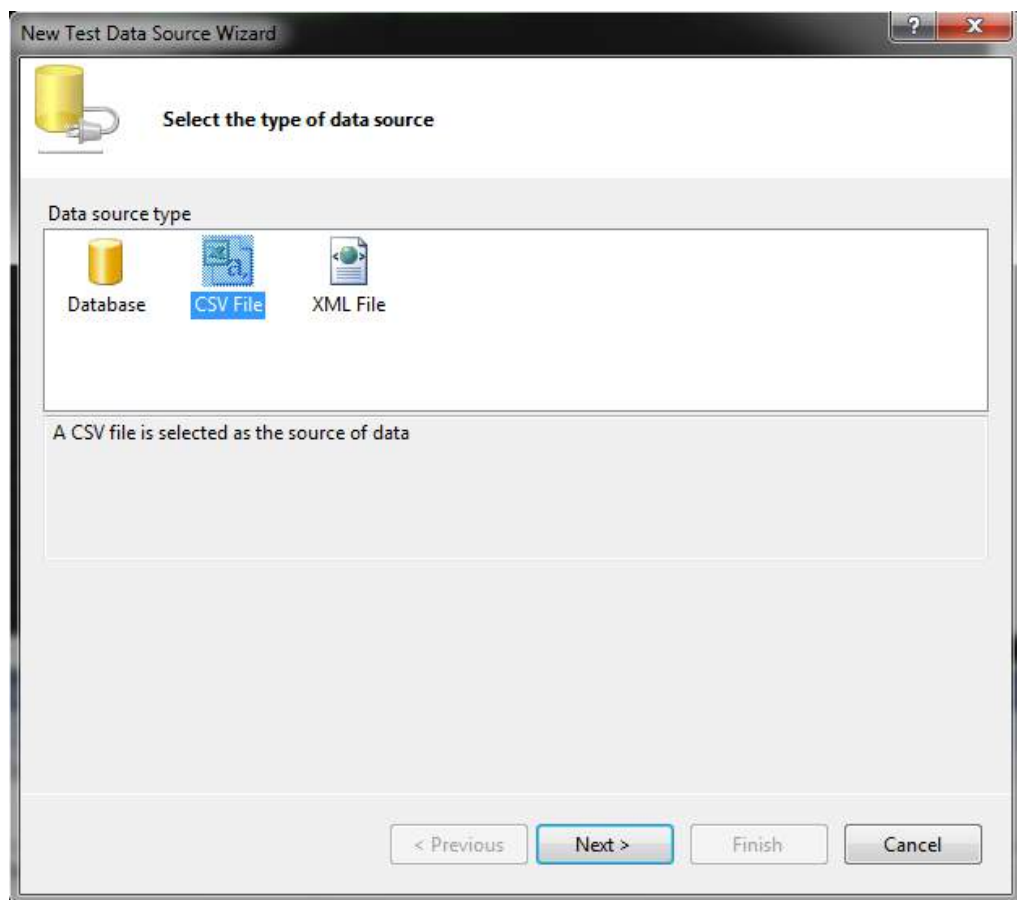 New Test Data Source Wizard
Select the type of data source
Data source type
Database CSV File XML File
A CSV file is selected as the source of data
< Previous Next > Finish Cancel